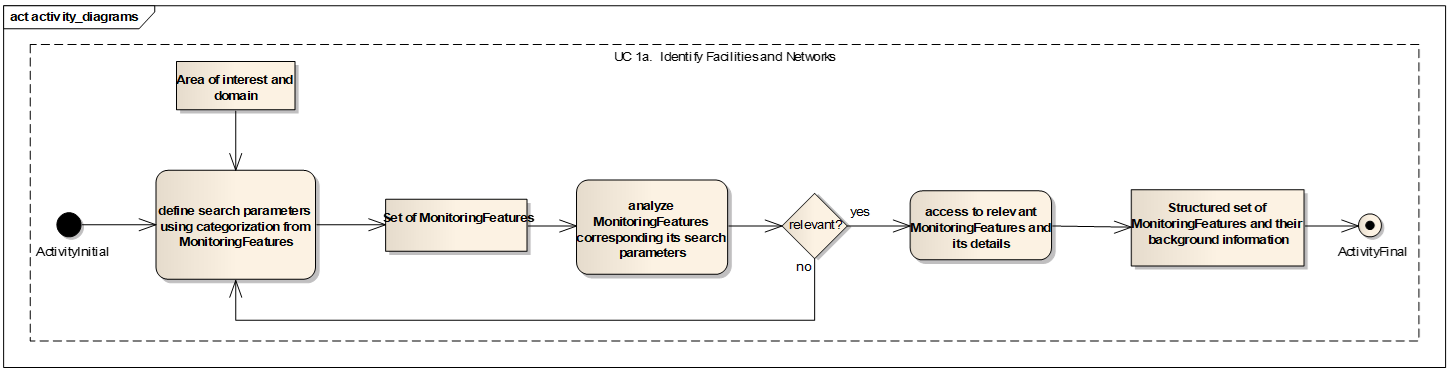 act activity_diagrams
UC 1a. Identify Facilities and Networks
Area of interest and
domain
ActivityInitial
define search parameters
using categorization from
MonitoringFeatures
Set of MonitoringFeatures
analyze
MonitoringFeatures
corresponding its search
parameters
relevant?
yes
no
access to relevant
MonitoringFeatures and
its details
Structured set of
MonitoringFeatures and their
background information
ActivityFinal